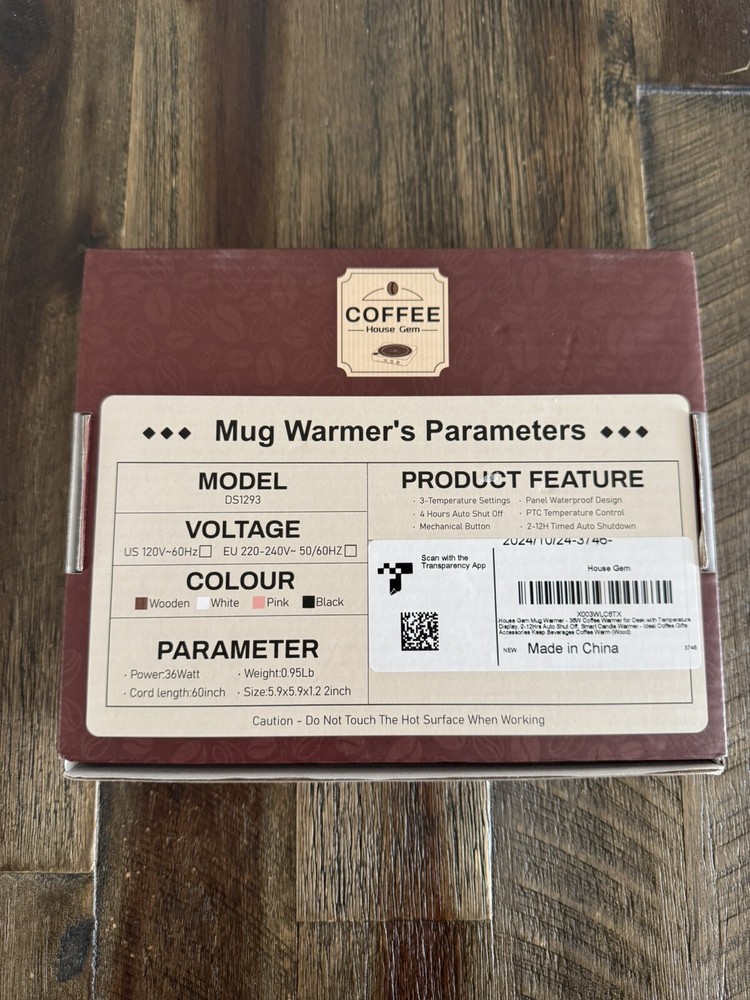 COFFEE
House Gem
Mug Warmer's Parameters
MODEL
DS1293
VOLTAGE
US 120V~60Hz EU 220-240V~ 50/60HZ
COLOUR
Wooden White Pink Black
PARAMETER
· Power:36Watt · Weight:0.95Lb
· Cord length:60inch · Size:5.9x5.9x1.2 2inch
PRODUCT FEATURE
· 3-Temperature Settings · Panel Waterproof Design
· 4 Hours Auto Shut Off · PTC Temperature Control
· Mechanical Button · 2-12H Timed Auto Shutdown
2024/10/24-3746-
Scan with the
Transparency App
House Gem
X003WLC6TX
House Gem Mug Warmer - 36W Coffee Warmer for Desk with Temperature
Display, 2-12Hrs Auto Shut Off, Smart Candle Warmer - Ideal Coffee Gifts
Accessories Keep Beverages Coffee Warm (Wood)
NEW Made in China 3746
Caution - Do Not Touch The Hot Surface When Working